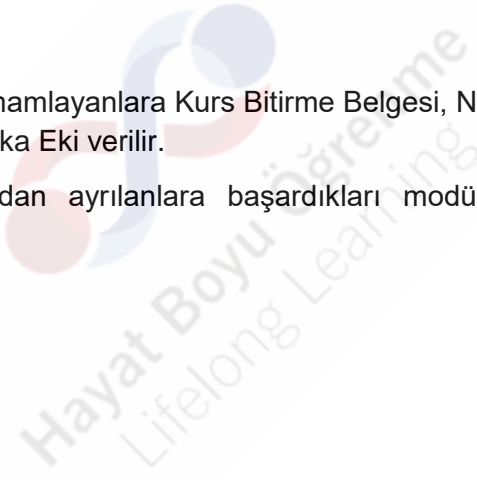 namlayanlara Kurs Bitirme Belgesi, N
ka Eki verilir.
dan ayrılanlara başardıkları modü
Hayat Boyu Öğrenme
Lifelong Learning